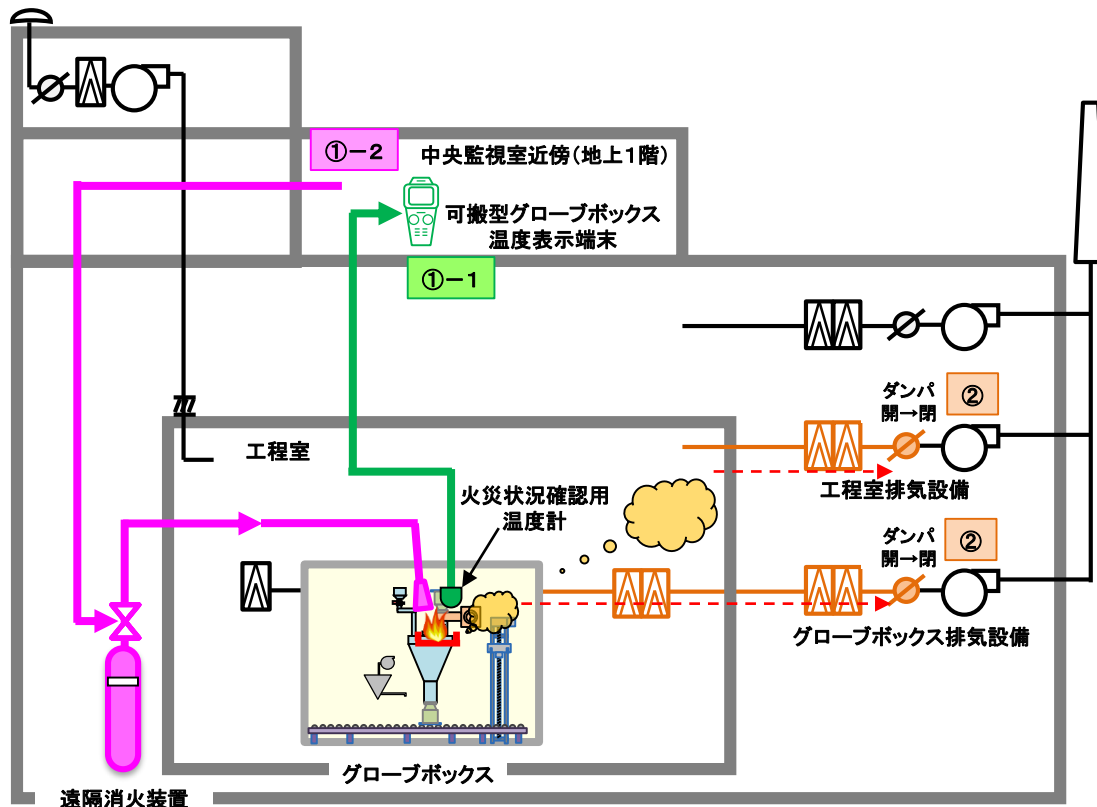 ①－2
中央監視室近傍(地上1階)
可搬型グローブボックス
温度表示端末
①－1
ダンパ
開→閉
②
工程室
工程室排気設備
火災状況確認用
温度計
ダンパ
開→閉
②
グローブボックス排気設備
グローブボックス
遠隔消火装置